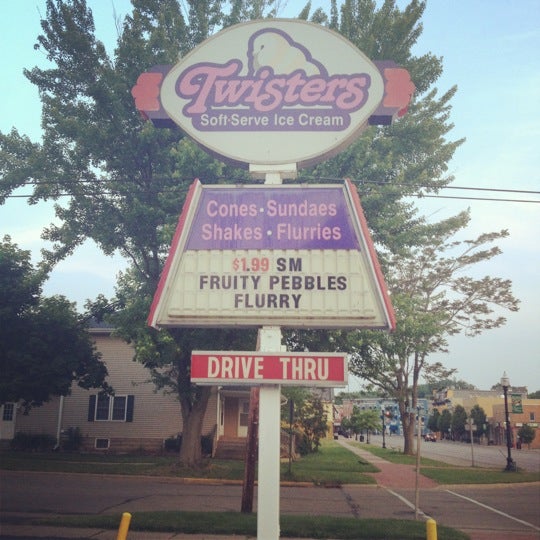 Twisters
Soft-Serve Ice Cream
Cones · Sundaes
Shakes · Flurries
$1.99 SM
FRUITY PEBBLES
FLURRY
DRIVE THRU